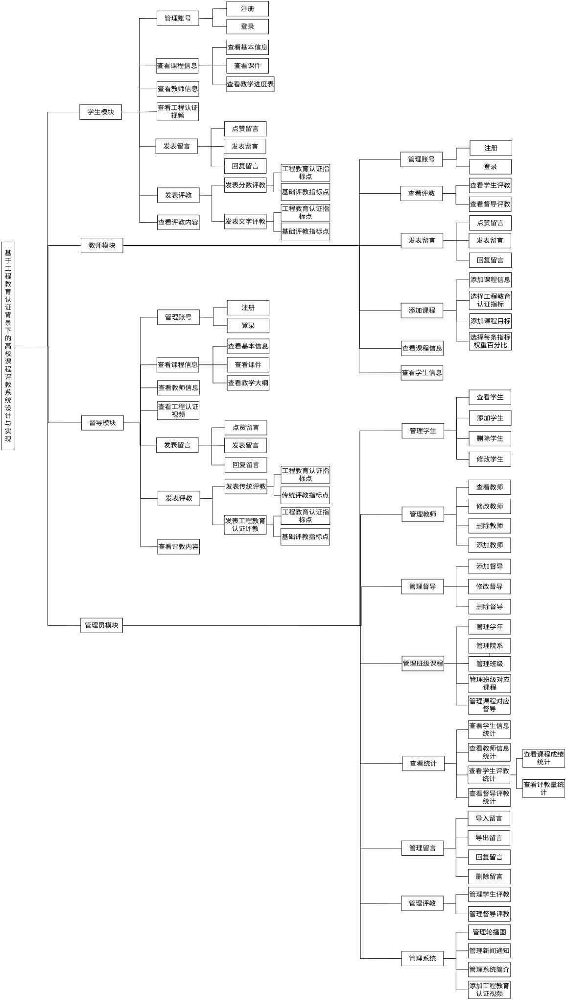 基于工程教育认证背景下的高校课程评教系统设计与实现
学生模块
管理账号
注册
登录
查看课程信息
查看基本信息
查看课件
查看教学进度表
查看教师信息
查看工程认证
视频
发表留言
点赞留言
发表留言
回复留言
发表评教
发表分数评教
工程教育认证指
标点
基础评教指标点
发表文字评教
工程教育认证指
标点
基础评教指标点
查看评教内容
教师模块
管理账号
注册
登录
查看评教
查看学生评教
查看督导评教
发表留言
点赞留言
发表留言
回复留言
添加课程
添加课程信息
选择工程教育
认证指标
添加课程目标
选择每条指标
权重百分比
查看课程信息
查看学生信息
督导模块
管理账号
注册
登录
查看课程信息
查看基本信息
查看课件
查看教学大纲
查看教师信息
查看工程认证
视频
发表留言
点赞留言
发表留言
回复留言
发表评教
发表传统评教
工程教育认证指
标点
传统评教指标点
发表工程教育
认证评教
工程教育认证指
标点
基础评教指标点
查看评教内容
管理员模块
管理学生
查看学生
添加学生
删除学生
修改学生
管理教师
查看教师
修改教师
删除教师
添加教师
管理督导
添加督导
修改督导
删除督导
管理班级课程
管理学年
管理院系
管理班级
管理班级对应
课程
管理课程对应
督导
查看统计
查看学生信息
统计
查看教师信息
统计
查看学生评教
统计
查看课程成绩
统计
查看评教量统
计
查看督导评教
统计
管理留言
导入留言
导出留言
回复留言
删除留言
管理评教
管理学生评教
管理督导评教
管理系统
管理轮播图
管理新闻通知
管理系统简介
添加工程教育
认证视频